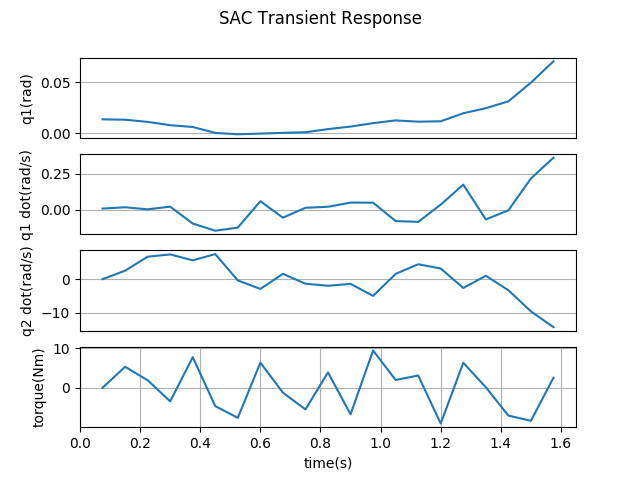 SAC Transient Response
q1(rad)
0.05
0.00
q1 dot(rad/s)
0.25
0.00
q2 dot(rad/s)
0
−10
torque(Nm)
10
0
0.0 0.2 0.4 0.6 0.8 1.0 1.2 1.4 1.6
time(s)